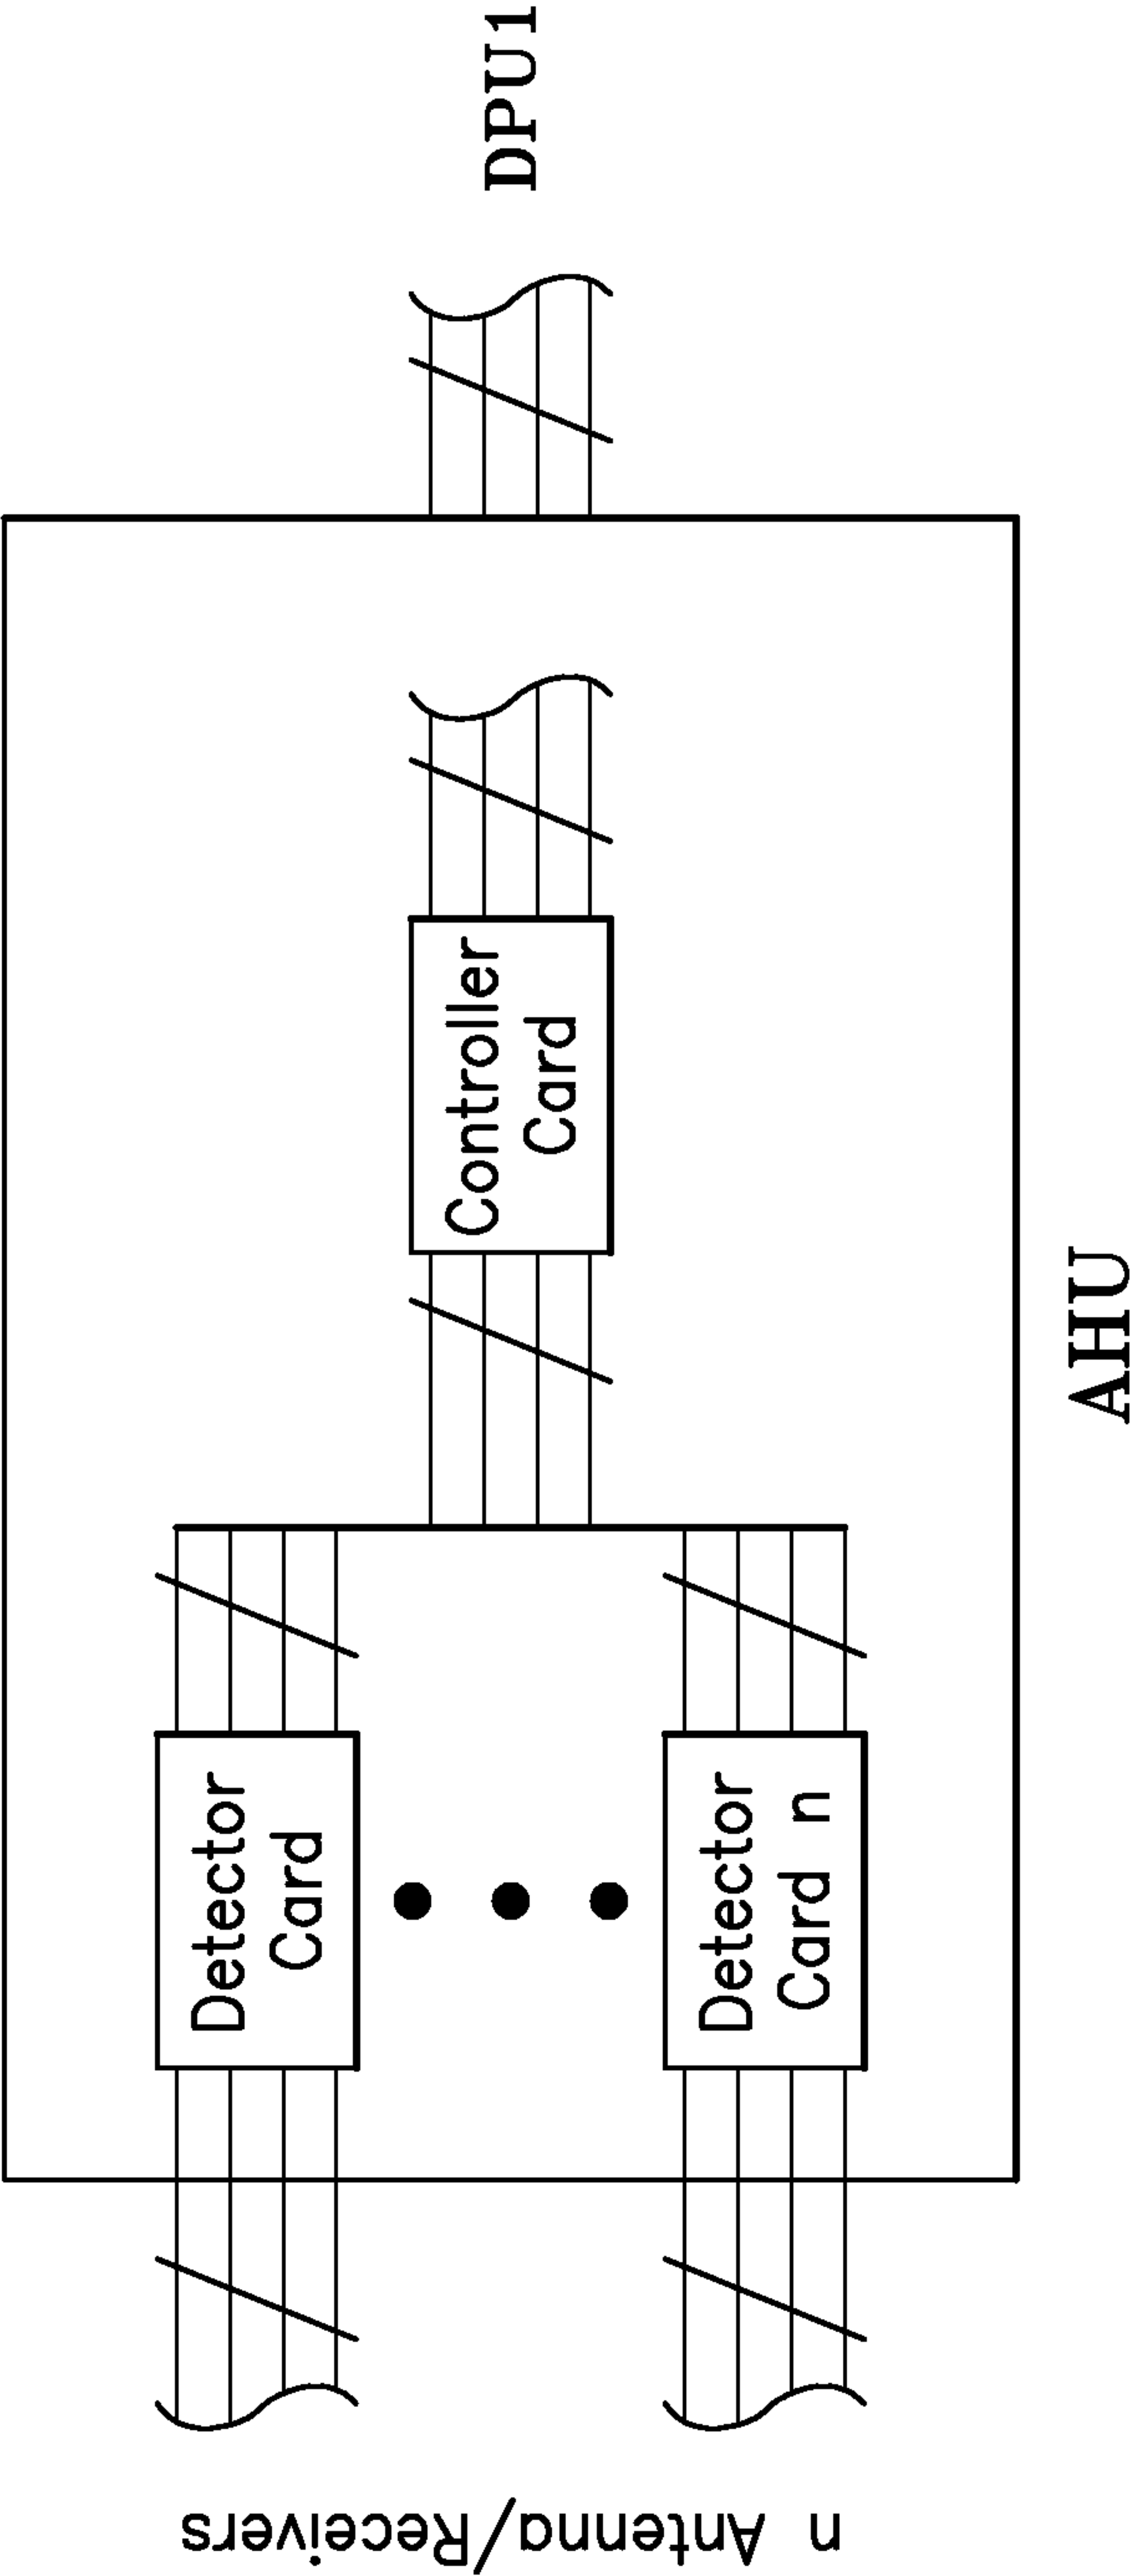 n Antenna/Receivers
Detector
Card
Detector
Card n
Controller
Card
DPU1
AHU